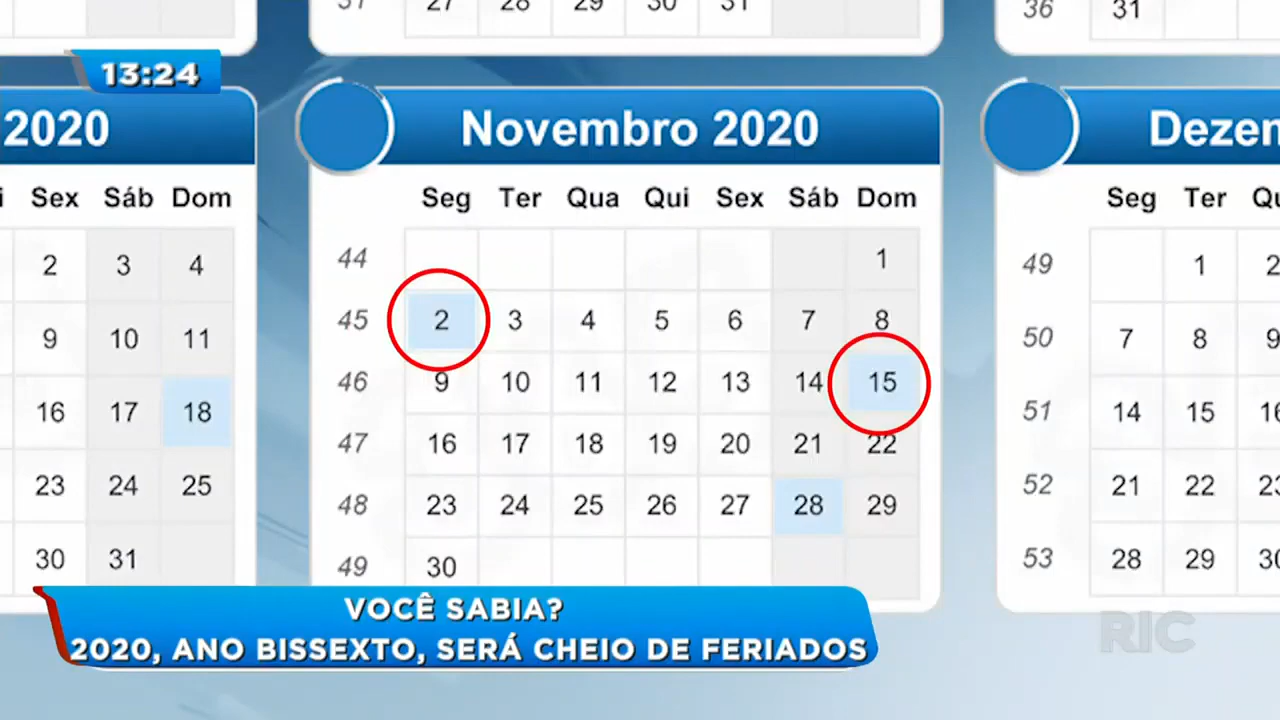 31 27 28 29 30 31
36 31
13:24
2020
Novembro 2020
Dezen
Sex Sáb Dom
2 3 4
9 10 11
16 17 18
23 24 25
30 31
Seg Ter Qua Qui Sex Sáb Dom
44 1
45 2 3 4 5 6 7 8
46 9 10 11 12 13 14 15
47 16 17 18 19 20 21 22
48 23 24 25 26 27 28 29
49 30
Seg Ter
49 1 2
50 7 8 9
51 14 15
52 21 22
53 28 29
VOCÊ SABIA?
2020, ANO BISSEXTO, SERÁ CHEIO DE FERIADOS
RIC